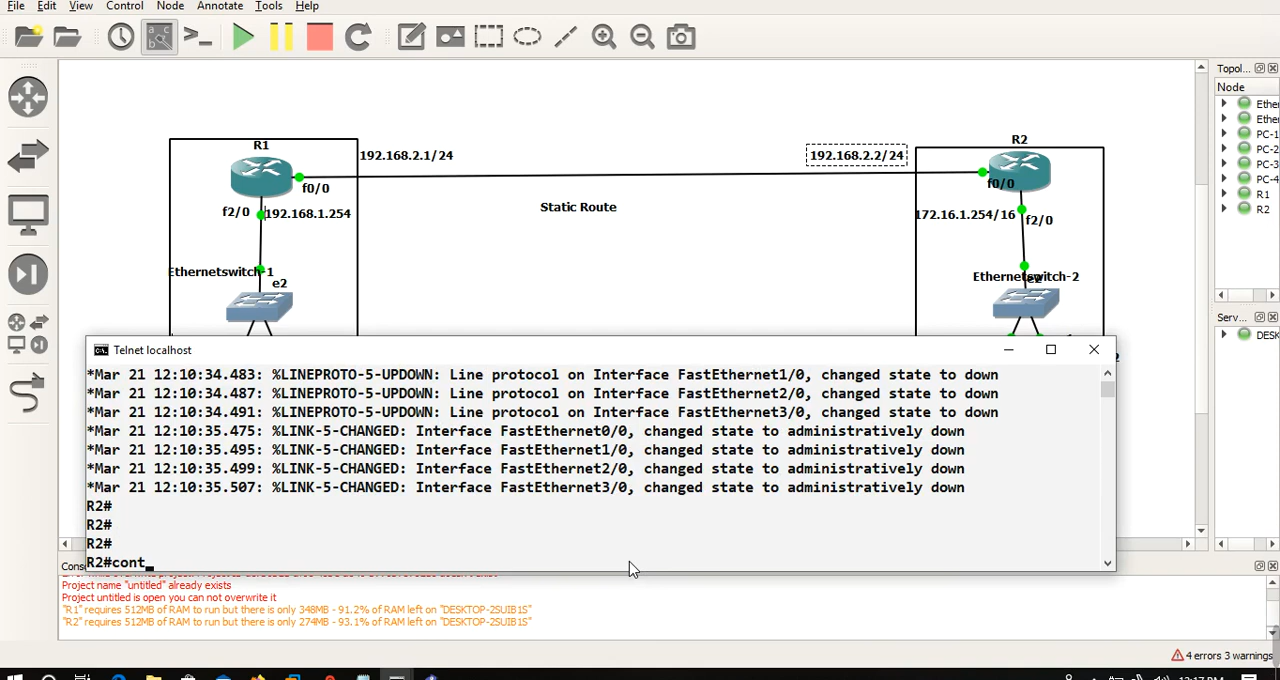 File Edit View Control Node Annotate Tools Help
Topol...
Node
Ether
Ether
PC-1
PC-2
PC-3
PC-4
R1
R2
R1
192.168.2.1/24
192.168.2.2/24
R2
f0/0
f0/0
f2/0
192.168.1.254
Static Route
172.16.1.254/16
f2/0
Ethernetswitch-1
e2
Ethernetswitch-2
Serv...
DESK
Telnet localhost
*Mar 21 12:10:34.483: %LINEPROTO-5-UPDOWN: Line protocol on Interface FastEthernet1/0, changed state to down
*Mar 21 12:10:34.487: %LINEPROTO-5-UPDOWN: Line protocol on Interface FastEthernet2/0, changed state to down
*Mar 21 12:10:34.491: %LINEPROTO-5-UPDOWN: Line protocol on Interface FastEthernet3/0, changed state to down
*Mar 21 12:10:35.475: %LINK-5-CHANGED: Interface FastEthernet0/0, changed state to administratively down
*Mar 21 12:10:35.495: %LINK-5-CHANGED: Interface FastEthernet1/0, changed state to administratively down
*Mar 21 12:10:35.499: %LINK-5-CHANGED: Interface FastEthernet2/0, changed state to administratively down
*Mar 21 12:10:35.507: %LINK-5-CHANGED: Interface FastEthernet3/0, changed state to administratively down
R2#
R2#
R2#
R2#cont
Cons
Project name "untitled" already exists
Project untitled is open you can not overwrite it
"R1" requires 512MB of RAM to run but there is only 348MB - 91.2% of RAM left on "DESKTOP-2SUIB1S"
"R2" requires 512MB of RAM to run but there is only 274MB - 93.1% of RAM left on "DESKTOP-2SUIB1S"
4 errors 3 warnings
12:17 PM